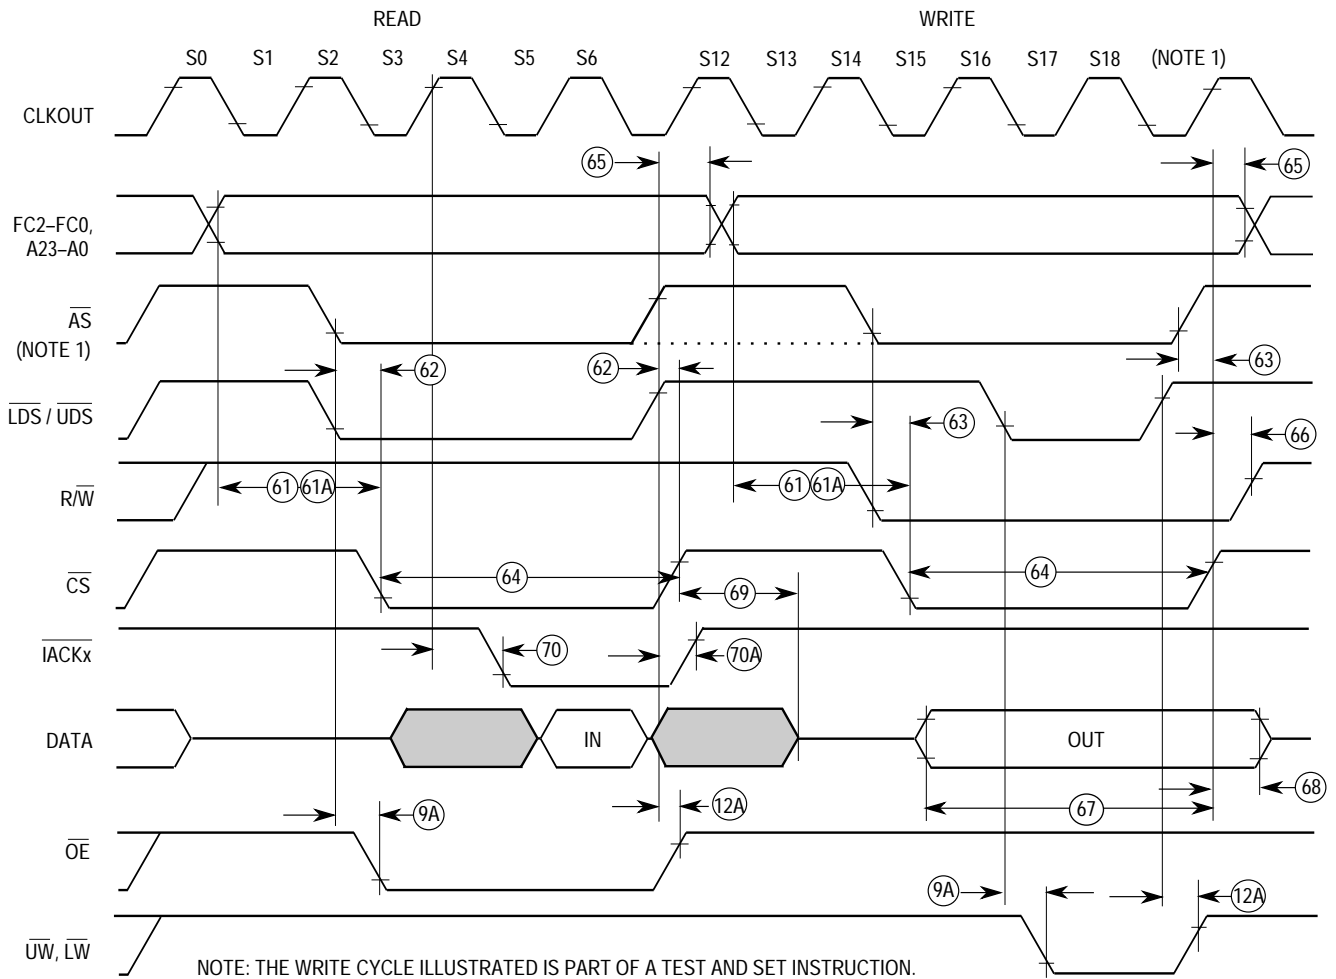 READ WRITE
S0 S1 S2 S3 S4 S5 S6 S12 S13 S14 S15 S16 S17 S18 (NOTE 1)
CLKOUT
65 65
FC2–FC0,
A23–A0
AS
(NOTE 1)
62 62 63
LDS / UDS
63 66
R/W
61 61A 61 61A
CS
64 64
69
IACKx
70 70A
DATA IN OUT
68
9A 12A 67
OE
9A 12A
UW, LW
NOTE: THE WRITE CYCLE ILLUSTRATED IS PART OF A TEST AND SET INSTRUCTION.